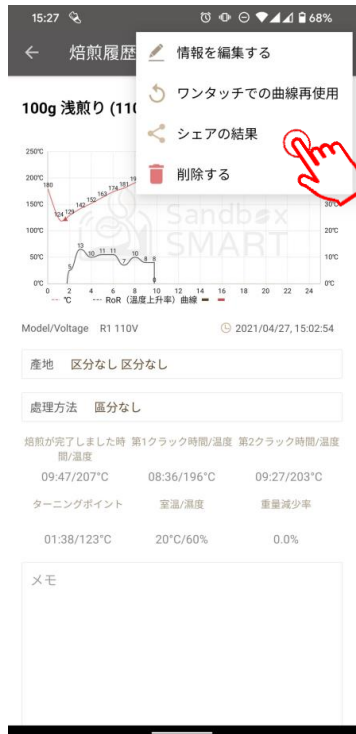 15:27 68%
焙煎履歴
情報を編集する
ワンタッチでの曲線再使用
シェアの結果
削除する
100g 浅煎り (110
250℃
200℃
150℃
100℃
50℃
0℃
30℃
20℃
10℃
0℃
180 124 129 142 152 163 174 181 19
5 13 10 11 11 7 10 8 8
Sandbox
SMART
0 2 4 6 8 10 12 14 16 18 20 22 24
℃ RoR（温度上升率）曲線
Model/Voltage R1 110V 2021/04/27, 15:02:54
產地 区分なし 区分なし
處理方法 區分なし
焙煎が完了しました時間/温度 第1クラック時間/温度 第2クラック時間/温度
09:47/207°C 08:36/196°C 09:27/203°C
ターニングポイント 室温/濕度 重量減少率
01:38/123°C 20°C/60% 0.0%
メモ